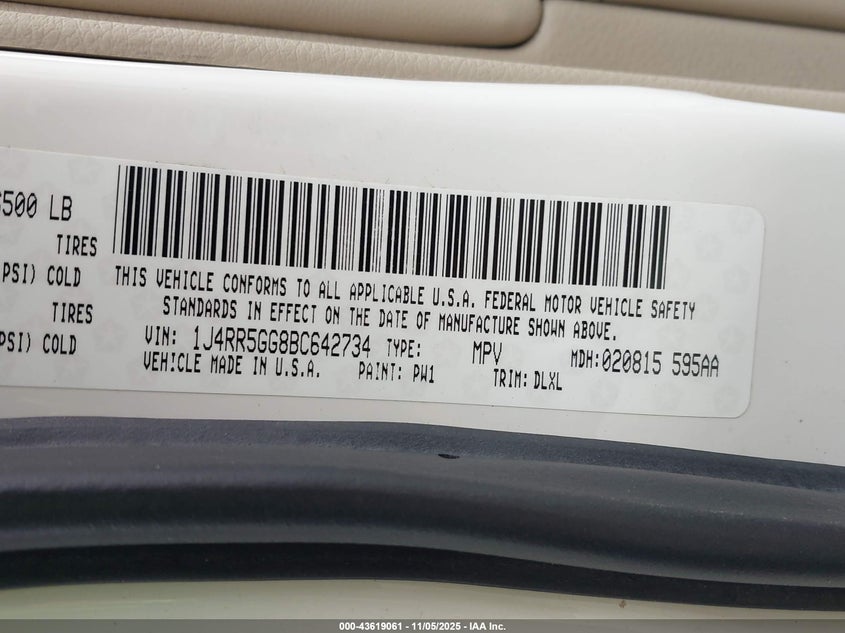 500 LB
TIRES
PSI) COLD
TIRES
PSI) COLD
THIS VEHICLE CONFORMS TO ALL APPLICABLE U.S.A. FEDERAL MOTOR VEHICLE SAFETY
STANDARDS IN EFFECT ON THE DATE OF MANUFACTURE SHOWN ABOVE.
VIN: 1J4RR5GG8BC642734 TYPE: MPV MDH:020815 595AA
VEHICLE MADE IN U.S.A. PAINT: PW1 TRIM: DLXL
000-43619061 - 11/05/2025 - IAA Inc.